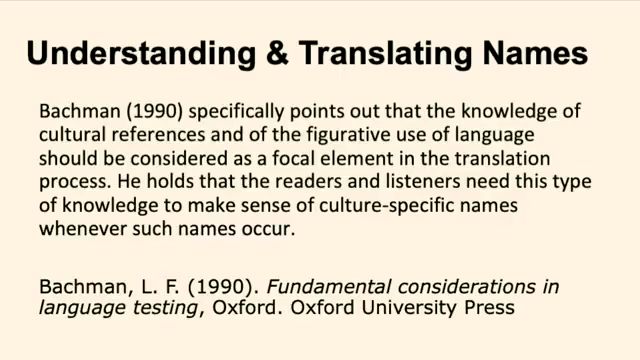 Understanding & Translating Names
Bachman (1990) specifically points out that the knowledge of
cultural references and of the figurative use of language
should be considered as a focal element in the translation
process. He holds that the readers and listeners need this type
of knowledge to make sense of culture-specific names
whenever such names occur.
Bachman, L. F. (1990). Fundamental considerations in
language testing, Oxford. Oxford University Press